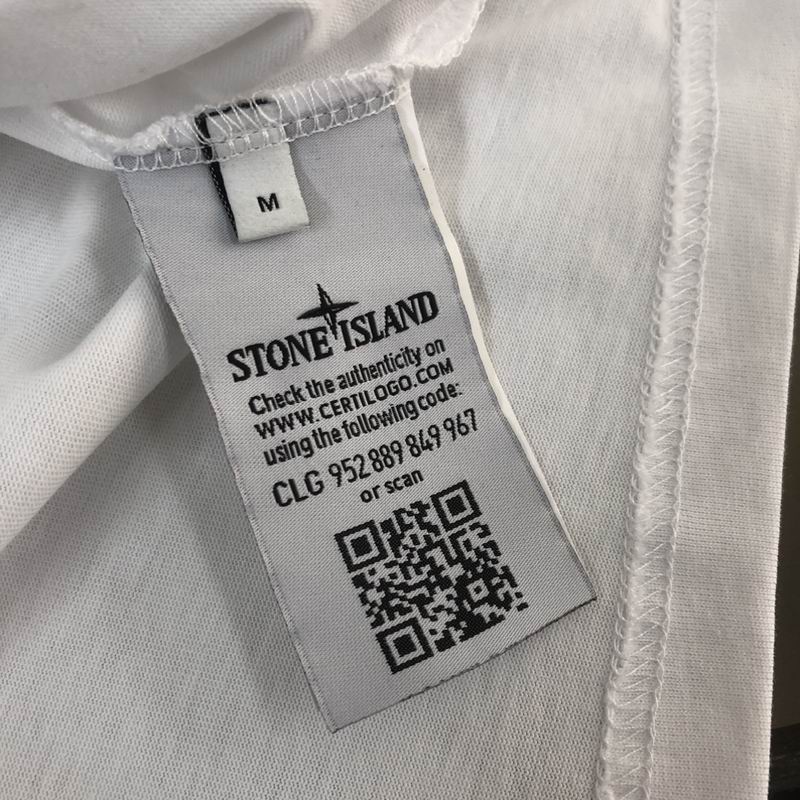 M
STONE ISLAND
Check the authenticity on
WWW.CERTILOGO.COM
using the following code:
CLG 952 889 849 967
or scan